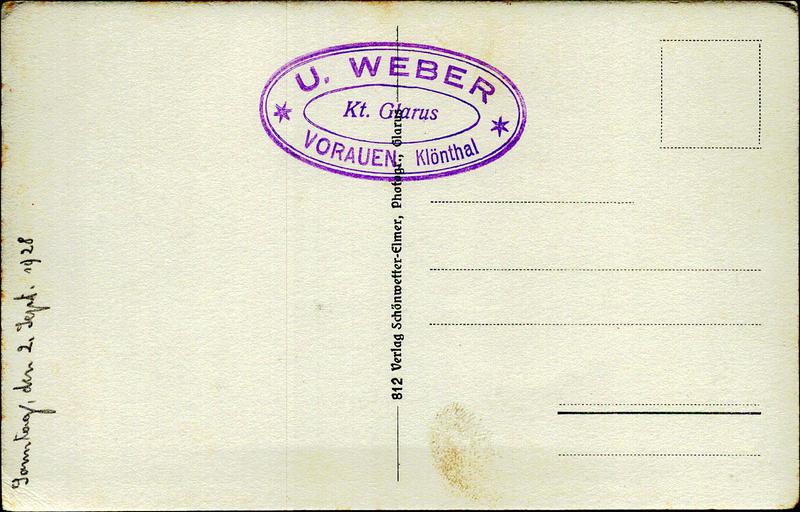 U. WEBER
Kt. Glarus
VORAUEN. Klönthal
812 Verlag Schönwetter-Elmer, Photogr., Glarus
Sonntag, den 2. Sept. 1928